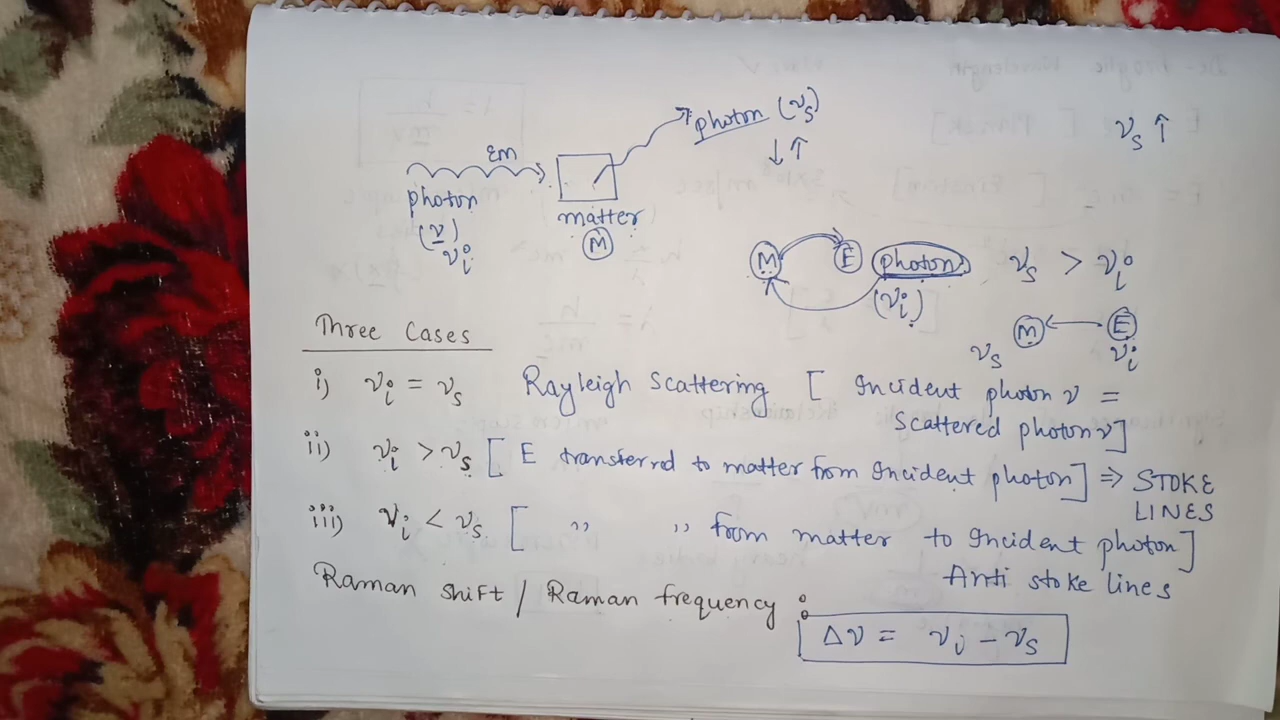 EM
photon (νs)
↓↑
νs ↑
photon
(ν)
νi
matter
M
M E photon νs > νi
(νi)
M ← E
νs νi
Three Cases
i) νi = νs Rayleigh Scattering [ Incident photon ν =
Scattered photon ν]
ii) νi > νs [ E transferred to matter from Incident photon] ⇒ STOKE
LINES
iii) νi < νs [ " " from matter to Incident photon]
Anti stoke lines
Raman shift / Raman frequency :
Δν = νi − νs